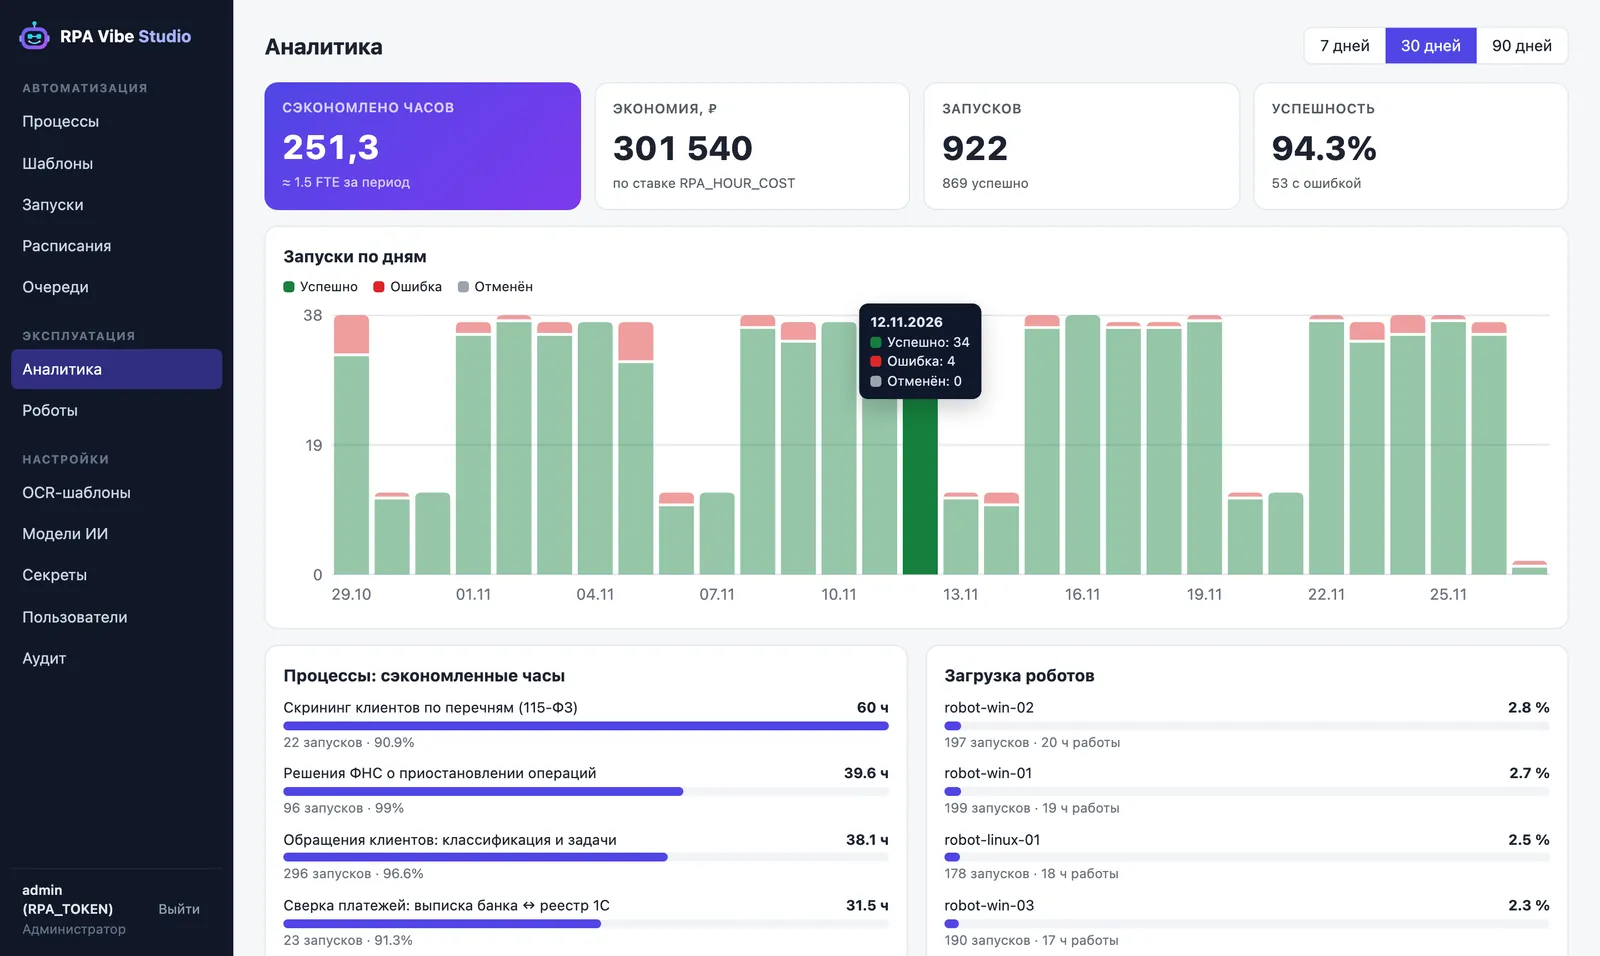 RPA Vibe Studio
АВТОМАТИЗАЦИЯ
Процессы
Шаблоны
Запуски
Расписания
Очереди
ЭКСПЛУАТАЦИЯ
Аналитика
Роботы
НАСТРОЙКИ
OCR-шаблоны
Модели ИИ
Секреты
Пользователи
Аудит
admin
(RPA_TOKEN)
Выйти
Администратор
Аналитика
7 дней
30 дней
90 дней
СЭКОНОМЛЕНО ЧАСОВ
251,3
≈ 1.5 FTE за период
ЭКОНОМИЯ, ₽
301 540
по ставке RPA_HOUR_COST
ЗАПУСКОВ
922
869 успешно
УСПЕШНОСТЬ
94.3%
53 с ошибкой
Запуски по дням
Успешно
Ошибка
Отменён
38
19
0
12.11.2026
Успешно: 34
Ошибка: 4
Отменён: 0
29.10
01.11
04.11
07.11
10.11
13.11
16.11
19.11
22.11
25.11
Процессы: сэкономленные часы
Скрининг клиентов по перечням (115-ФЗ) 60 ч
22 запусков · 90.9%
Решения ФНС о приостановлении операций 39.6 ч
96 запусков · 99%
Обращения клиентов: классификация и задачи 38.1 ч
296 запусков · 96.6%
Сверка платежей: выписка банка ↔ реестр 1С 31.5 ч
23 запусков · 91.3%
Загрузка роботов
robot-win-02 2.8 %
197 запусков · 20 ч работы
robot-win-01 2.7 %
199 запусков · 19 ч работы
robot-linux-01 2.5 %
178 запусков · 18 ч работы
robot-win-03 2.3 %
190 запусков · 17 ч работы